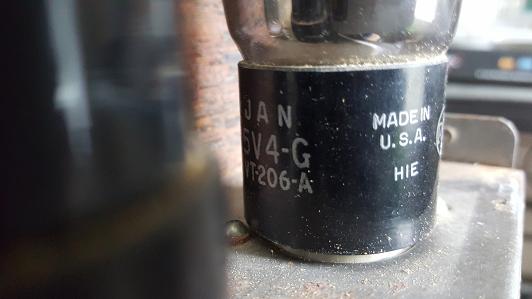 JAN
5V4-G
VT-206-A
MADE IN
U.S.A.
HIE